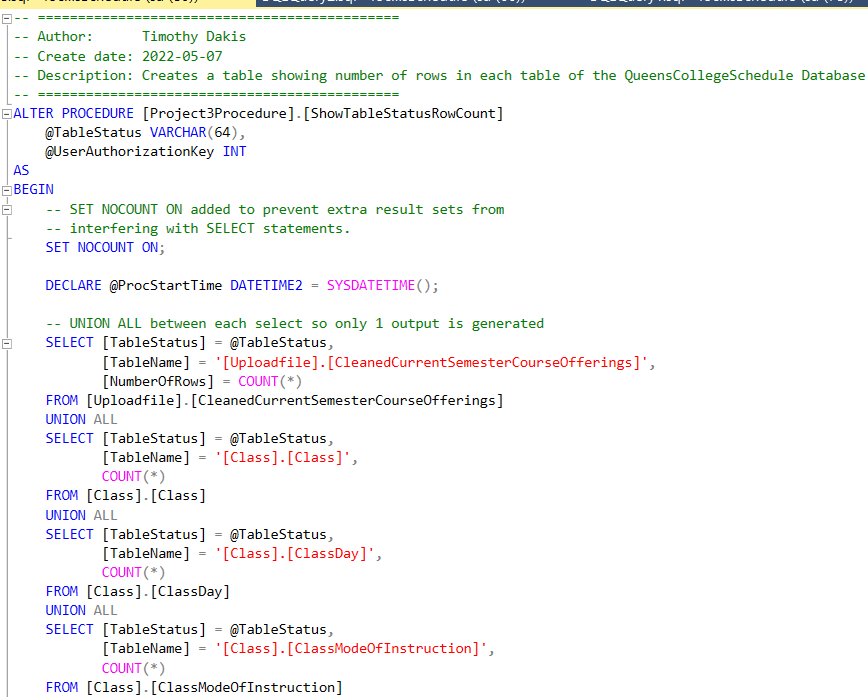 -- =============================================
-- Author:      Timothy Dakis
-- Create date: 2022-05-07
-- Description: Creates a table showing number of rows in each table of the QueensCollegeSchedule Database
-- =============================================
ALTER PROCEDURE [Project3Procedure].[ShowTableStatusRowCount]
    @TableStatus VARCHAR(64),
    @UserAuthorizationKey INT
AS
BEGIN
    -- SET NOCOUNT ON added to prevent extra result sets from
    -- interfering with SELECT statements.
    SET NOCOUNT ON;
    DECLARE @ProcStartTime DATETIME2 = SYSDATETIME();
    -- UNION ALL between each select so only 1 output is generated
    SELECT [TableStatus] = @TableStatus,
           [TableName] = '[Uploadfile].[CleanedCurrentSemesterCourseOfferings]',
           [NumberOfRows] = COUNT(*)
    FROM [Uploadfile].[CleanedCurrentSemesterCourseOfferings]
    UNION ALL
    SELECT [TableStatus] = @TableStatus,
           [TableName] = '[Class].[Class]',
           COUNT(*)
    FROM [Class].[Class]
    UNION ALL
    SELECT [TableStatus] = @TableStatus,
           [TableName] = '[Class].[ClassDay]',
           COUNT(*)
    FROM [Class].[ClassDay]
    UNION ALL
    SELECT [TableStatus] = @TableStatus,
           [TableName] = '[Class].[ClassModeOfInstruction]',
           COUNT(*)
    FROM [Class].[ClassModeOfInstruction]